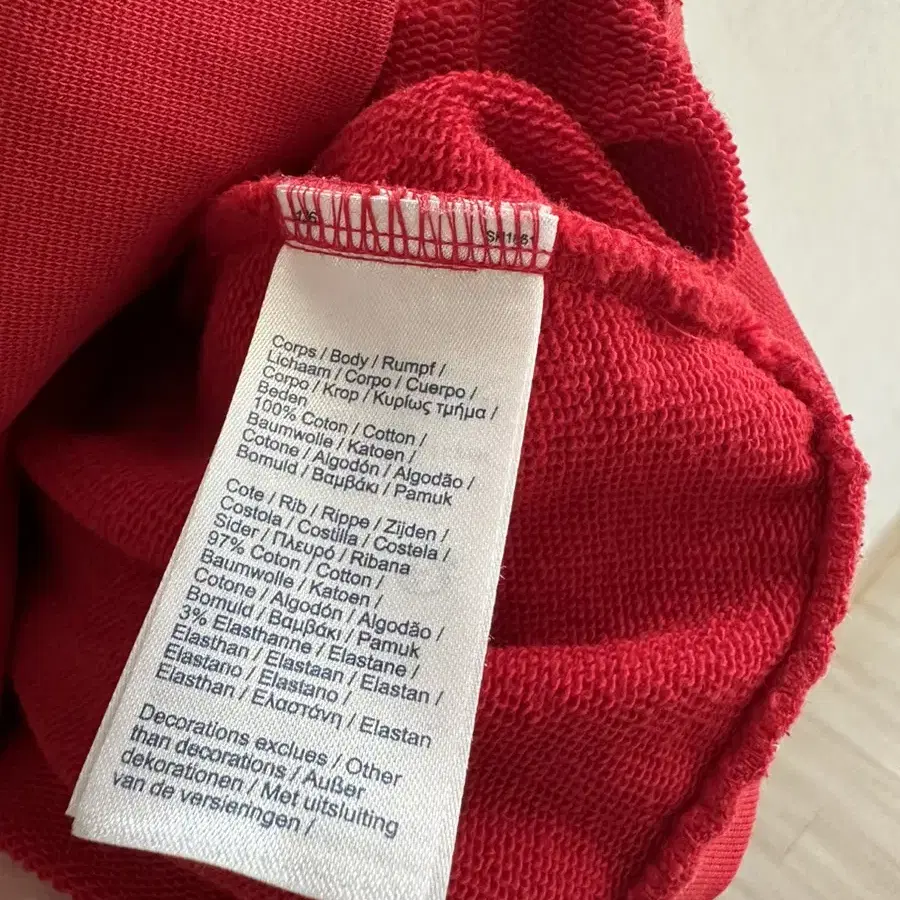 1/6
Corps / Body / Rumpf /
Lichaam / Corpo / Cuerpo /
Corpo / Krop / Κυρίως τμήμα /
Beden
100% Coton / Cotton /
Baumwolle / Katoen /
Cotone / Algodón / Algodão /
Bomuld / Βαμβάκι / Pamuk
Cote / Rib / Rippe / Zijden /
Costola / Costilla / Costela /
Sider / Πλευρό / Ribana
97% Coton / Cotton /
Baumwolle / Katoen /
Cotone / Algodón / Algodão /
Bomuld / Βαμβάκι / Pamuk
3% Elasthanne / Elastane /
Elasthan / Elastaan / Elastan /
Elastano / Elastano /
Elasthan / Ελαστάνη / Elastan
Decorations exclues / Other
than decorations / Außer
dekorationen / Met uitsluiting
van de versieringen /